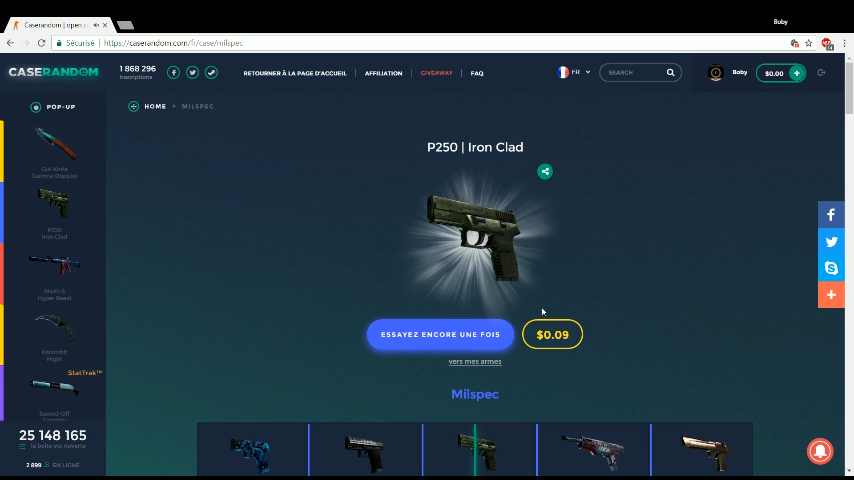 Boby
Caserandom | open
Sécurisé
https://caserandom.com/fr/case/milspec
CASERANDOM
1 868 296
Inscriptions
RETOURNER À LA PAGE D'ACCUEIL
AFFILIATION
GIVEAWAY
FAQ
FR
SEARCH
Boby
$0.00 +
POP-UP
HOME
MILSPEC
P250 | Iron Clad
Gut Knife
Gamma Doppler
P250
Iron Clad
M4A1-S
Hyper Beast
Karambit
Night
StatTrak™
Sawed-Off
ESSAYEZ ENCORE UNE FOIS
$0.09
vers mes armes
Milspec
25 148 165
la boîte est ouverte
2 899
EN LIGNE